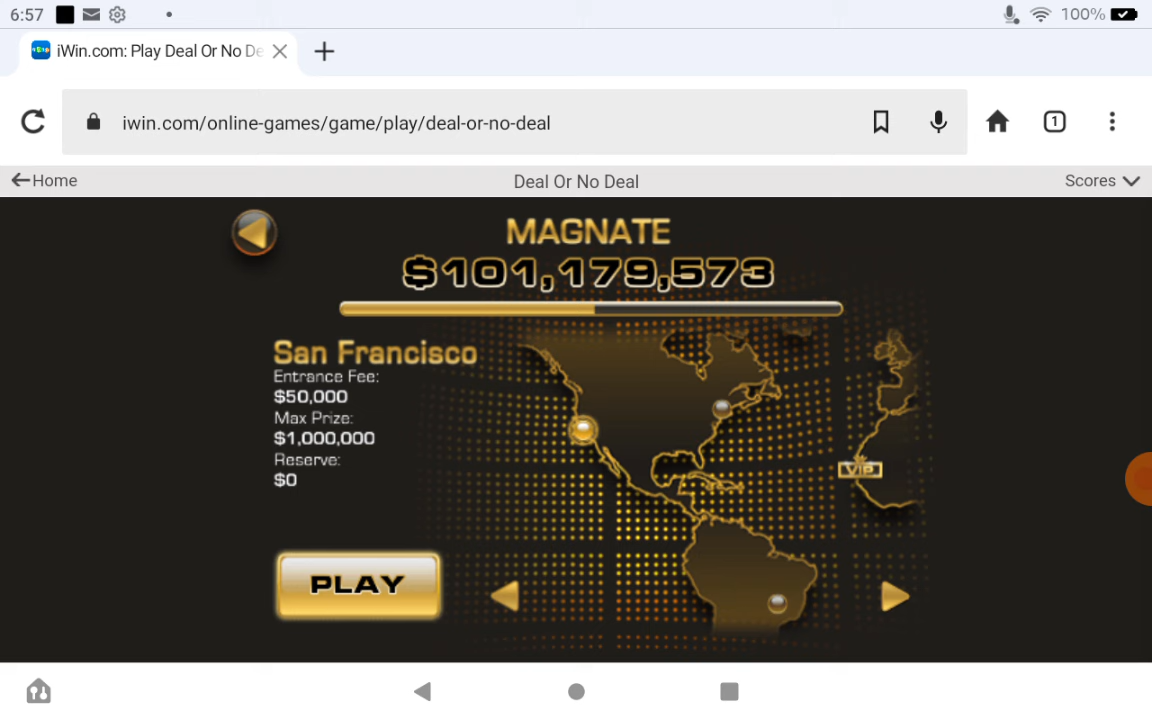 6:57
100%
iWin.com: Play Deal Or No De
iwin.com/online-games/game/play/deal-or-no-deal
1
Home
Deal Or No Deal
Scores
MAGNATE
$101,179,573
San Francisco
Entrance Fee:
$50,000
Max Prize:
$1,000,000
Reserve:
$0
VIP
PLAY